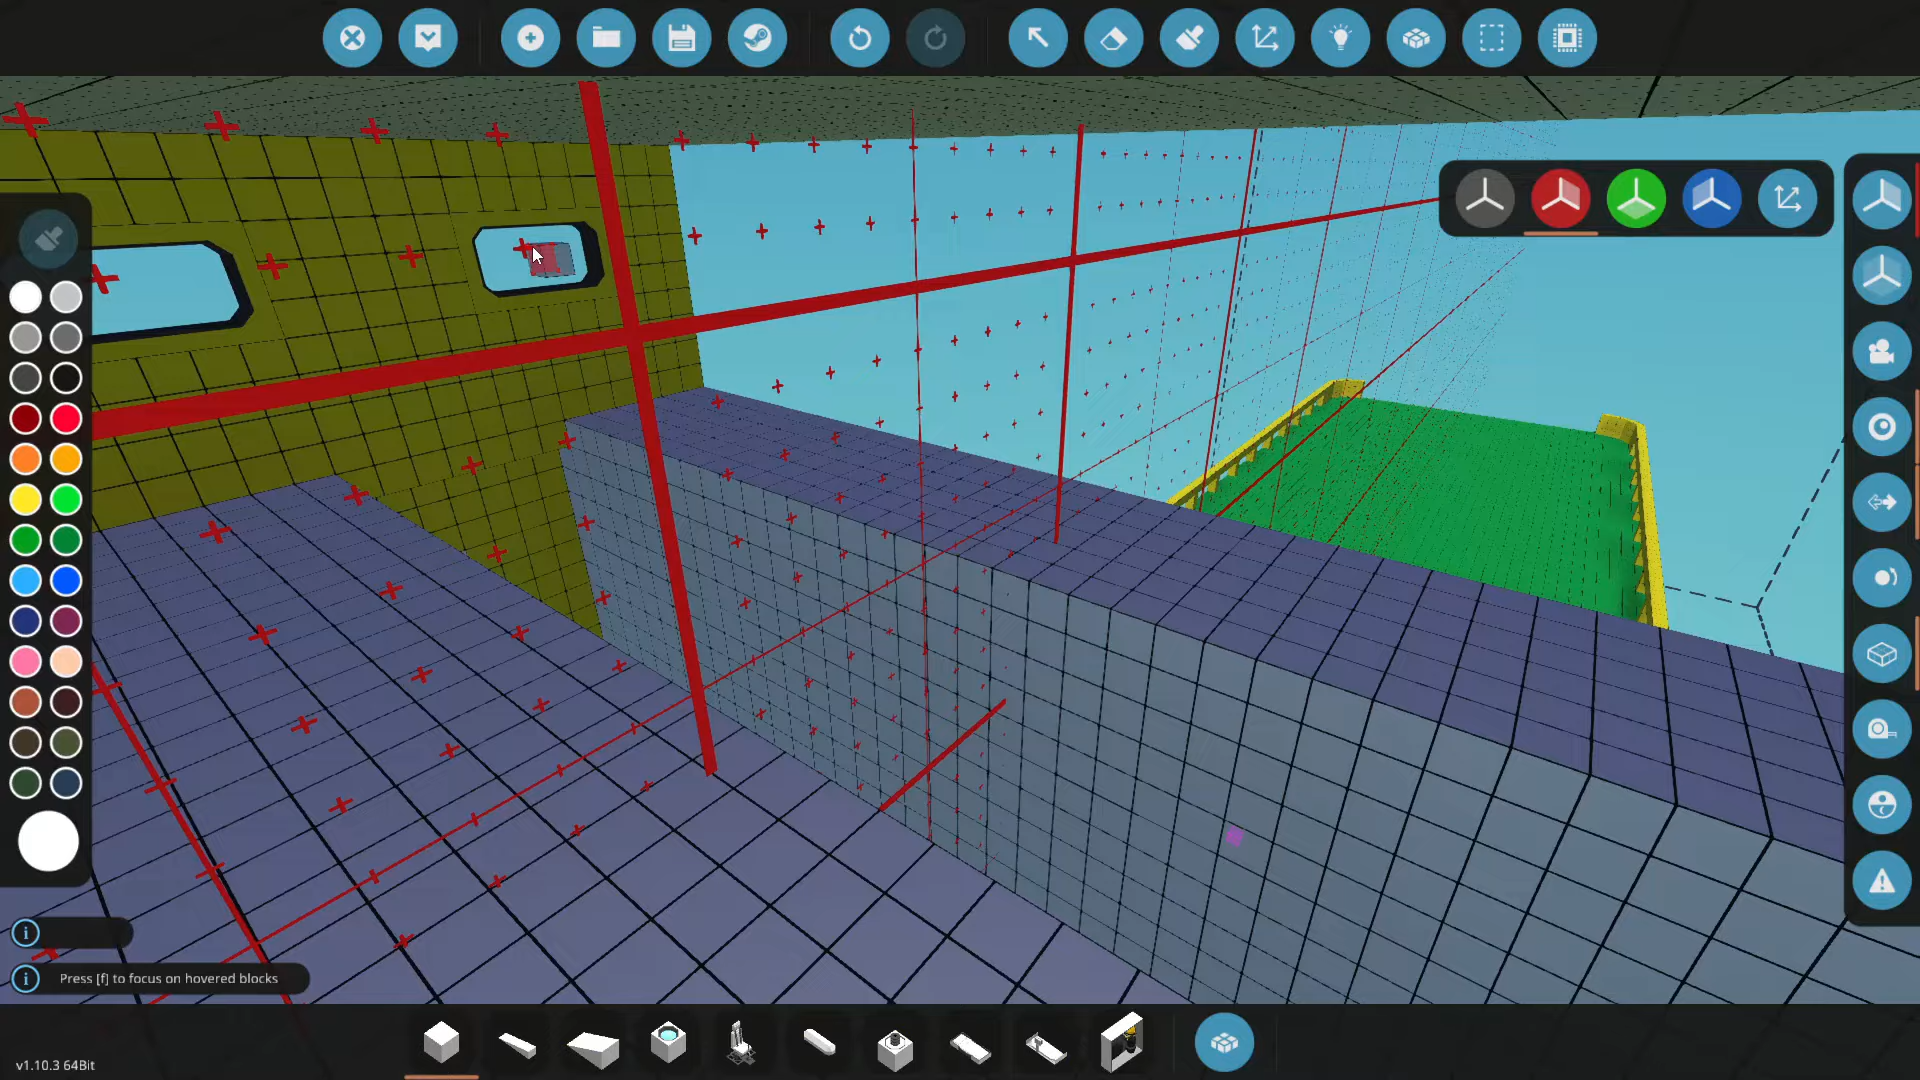 Press [f] to focus on hovered blocks
v1.10.3 64Bit